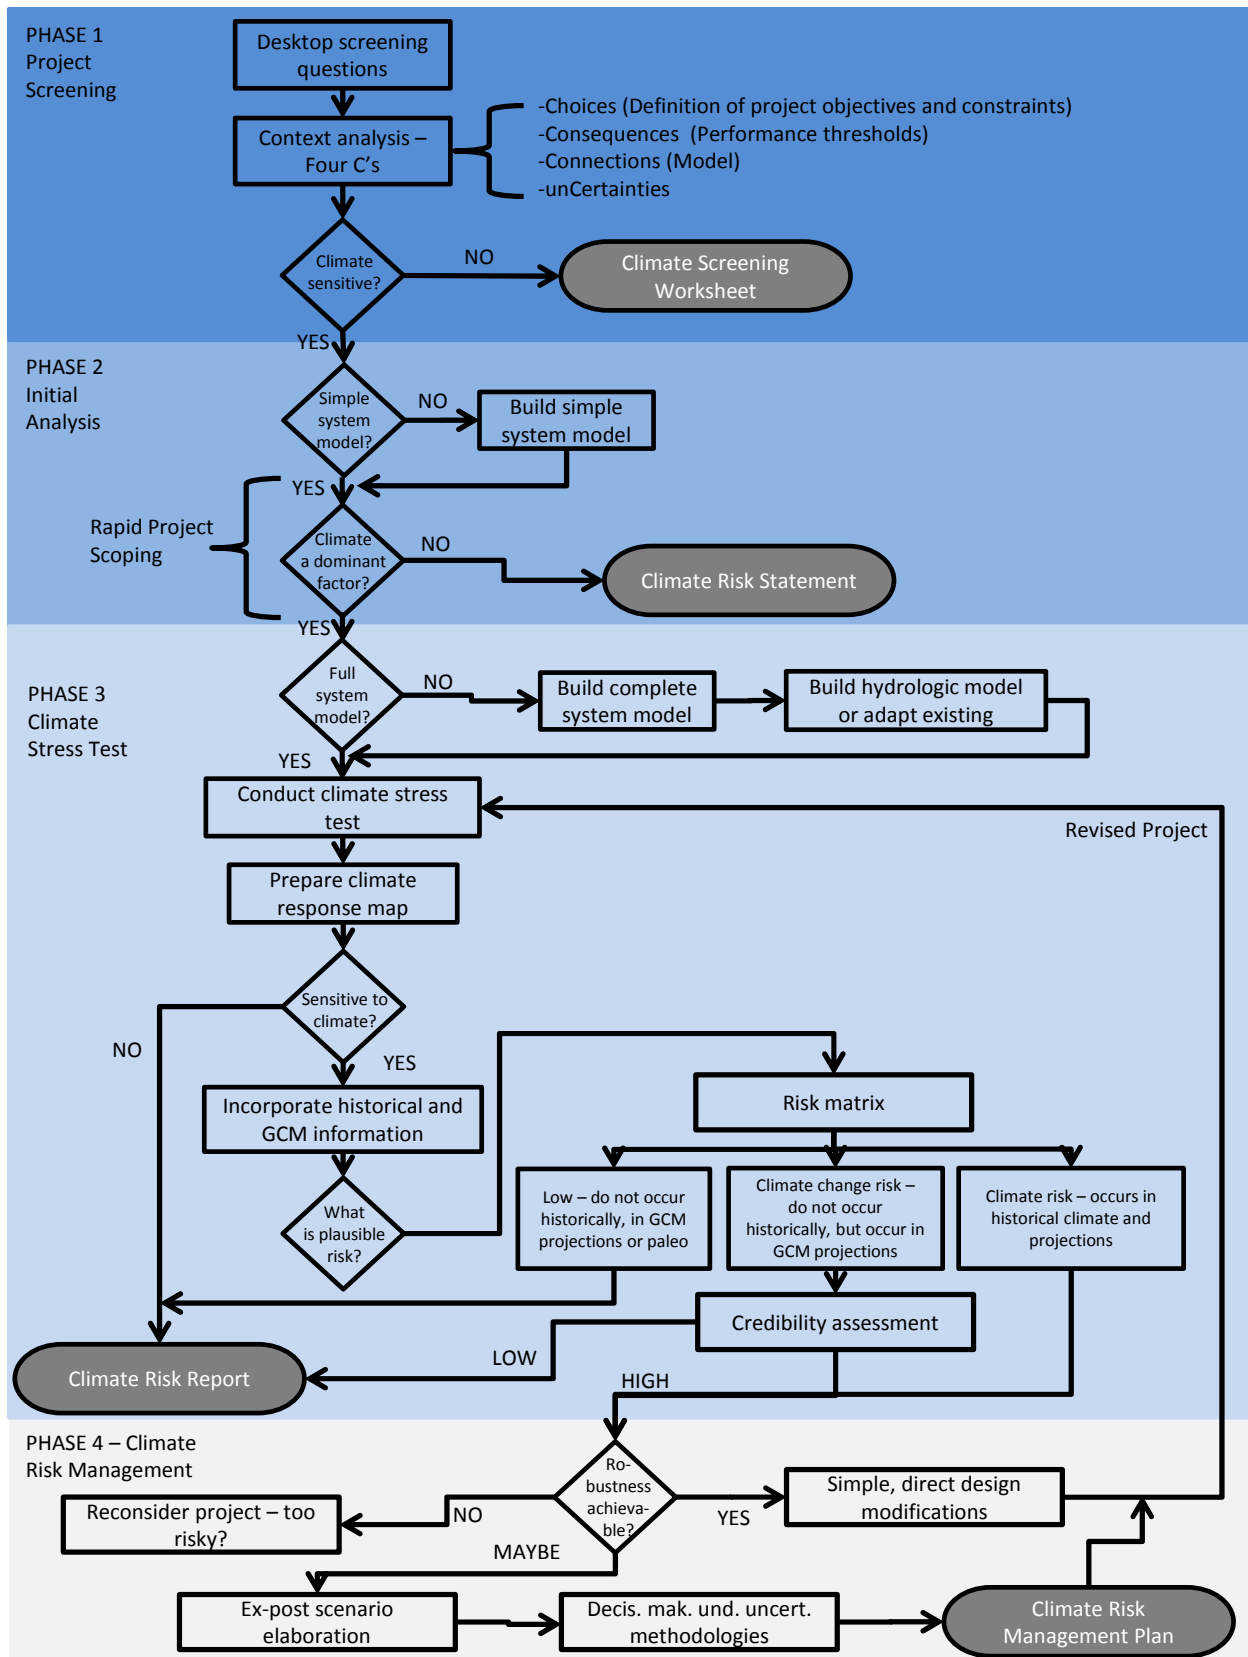 PHASE 1
Project
Screening
Desktop screening
questions
Context analysis –
Four C's
-Choices (Definition of project objectives and constraints)
-Consequences  (Performance thresholds)
-Connections (Model)
-unCertainties
Climate
sensitive?
NO
Climate Screening
Worksheet
YES
PHASE 2
Initial
Analysis
Simple
system
model?
NO
Build simple
system model
YES
Rapid Project
Scoping
Climate
a dominant
factor?
NO
Climate Risk Statement
YES
PHASE 3
Climate
Stress Test
Full
system
model?
NO
Build complete
system model
Build hydrologic model
or adapt existing
YES
Conduct climate stress
test
Revised Project
Prepare climate
response map
Sensitive to
climate?
NO
YES
Incorporate historical and
GCM information
Risk matrix
What
is plausible
risk?
Low – do not occur
historically, in GCM
projections or paleo
Climate change risk –
do not occur
historically, but occur in
GCM projections
Climate risk – occurs in
historical climate and
projections
Credibility assessment
LOW
HIGH
Climate Risk Report
PHASE 4 – Climate
Risk Management
Ro-
bustness
achieva-
ble?
NO
Reconsider project – too
risky?
YES
Simple, direct design
modifications
MAYBE
Ex-post scenario
elaboration
Decis. mak. und. uncert.
methodologies
Climate Risk
Management Plan